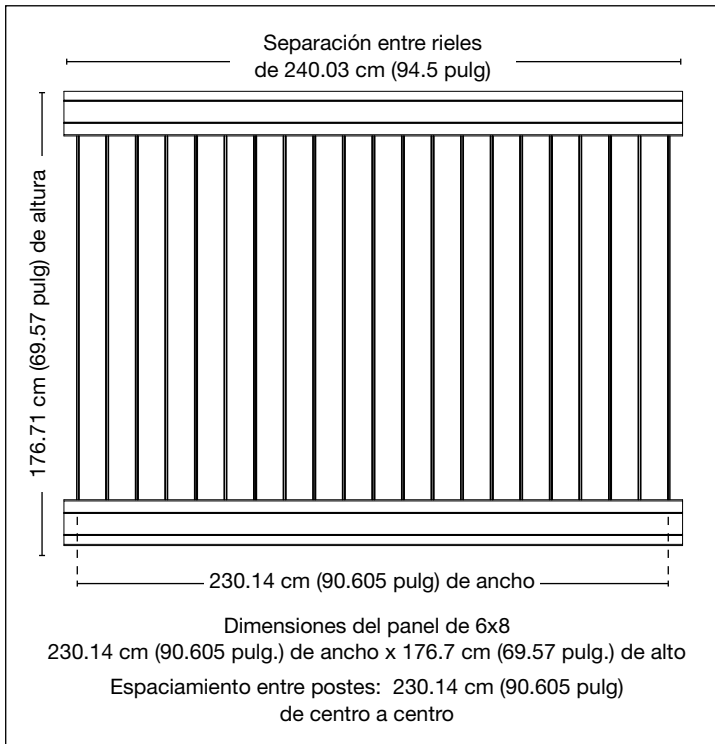 Separación entre rieles
de 240.03 cm (94.5 pulg)
176.71 cm (69.57 pulg) de altura
230.14 cm (90.605 pulg) de ancho
Dimensiones del panel de 6x8
230.14 cm (90.605 pulg.) de ancho x 176.7 cm (69.57 pulg.) de alto
Espaciamiento entre postes: 230.14 cm (90.605 pulg)
de centro a centro